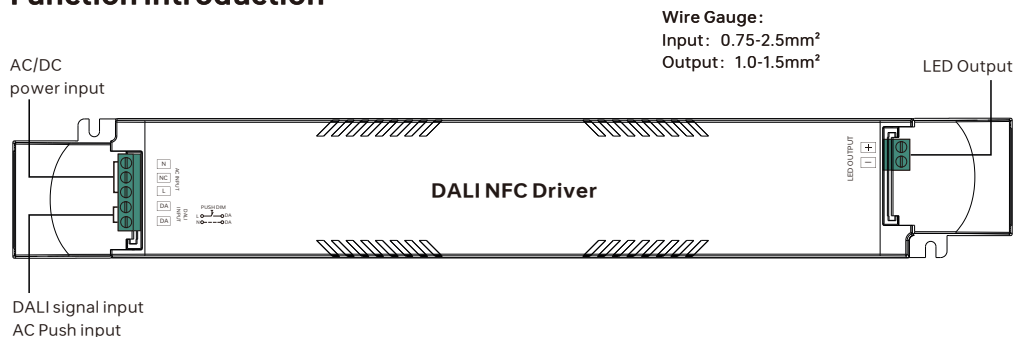 Function introduction
Wire Gauge:
Input: 0.75-2.5mm²
Output: 1.0-1.5mm²
AC/DC
power input
LED Output
N
NC
L
AC INPUT
DA
DA
DALI
INPUT
PUSH DIM
L DA
N DA
DALI NFC Driver
LED OUTPUT
+
−
DALI signal input
AC Push input